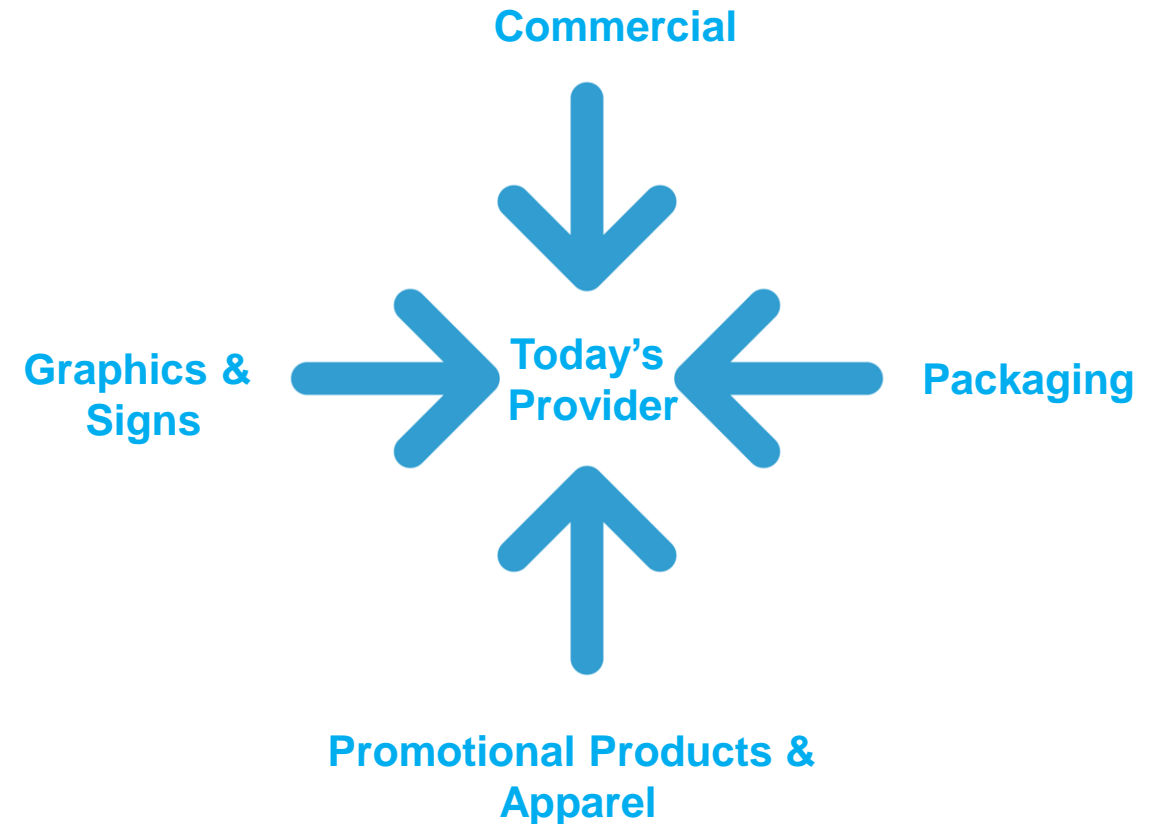 Commercial
Graphics &
Signs
Today’s
Provider
Packaging
Promotional Products &
Apparel